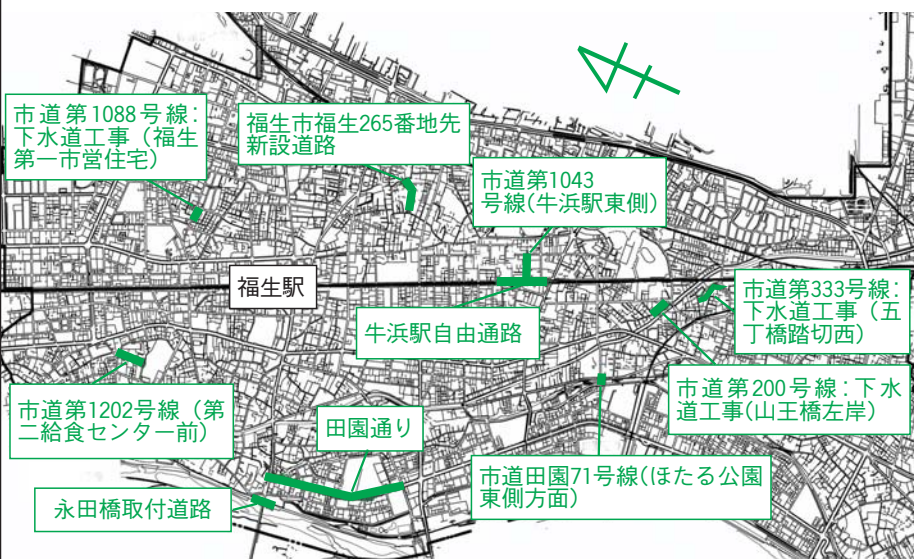 市道第1088号線：
下水道工事（福生
第一市営住宅）
福生市福生265番地先
新設道路
市道第1043
号線(牛浜駅東側)
福生駅
牛浜駅自由通路
市道第333号線：
下水道工事（五
丁橋踏切西）
市道第200号線：下水
道工事(山王橋左岸）
市道第1202号線（第
二給食センター前）
田園通り
市道田園71号線(ほたる公園
東側方面）
永田橋取付道路